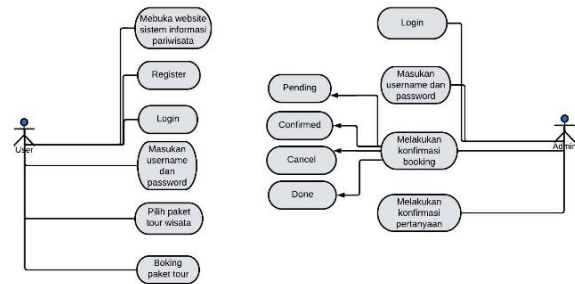 Mebuka website
sistem informasi
pariwisata
Register
Login
User
Masukan
username
dan
password
Pilih paket
tour wisata
Boking
paket tour
Login
Masukan
username dan
password
Pending
Confirmed
Cancel
Done
Melakukan
konfirmasi
booking
Admin
Melakukan
konfirmasi
pertanyaan